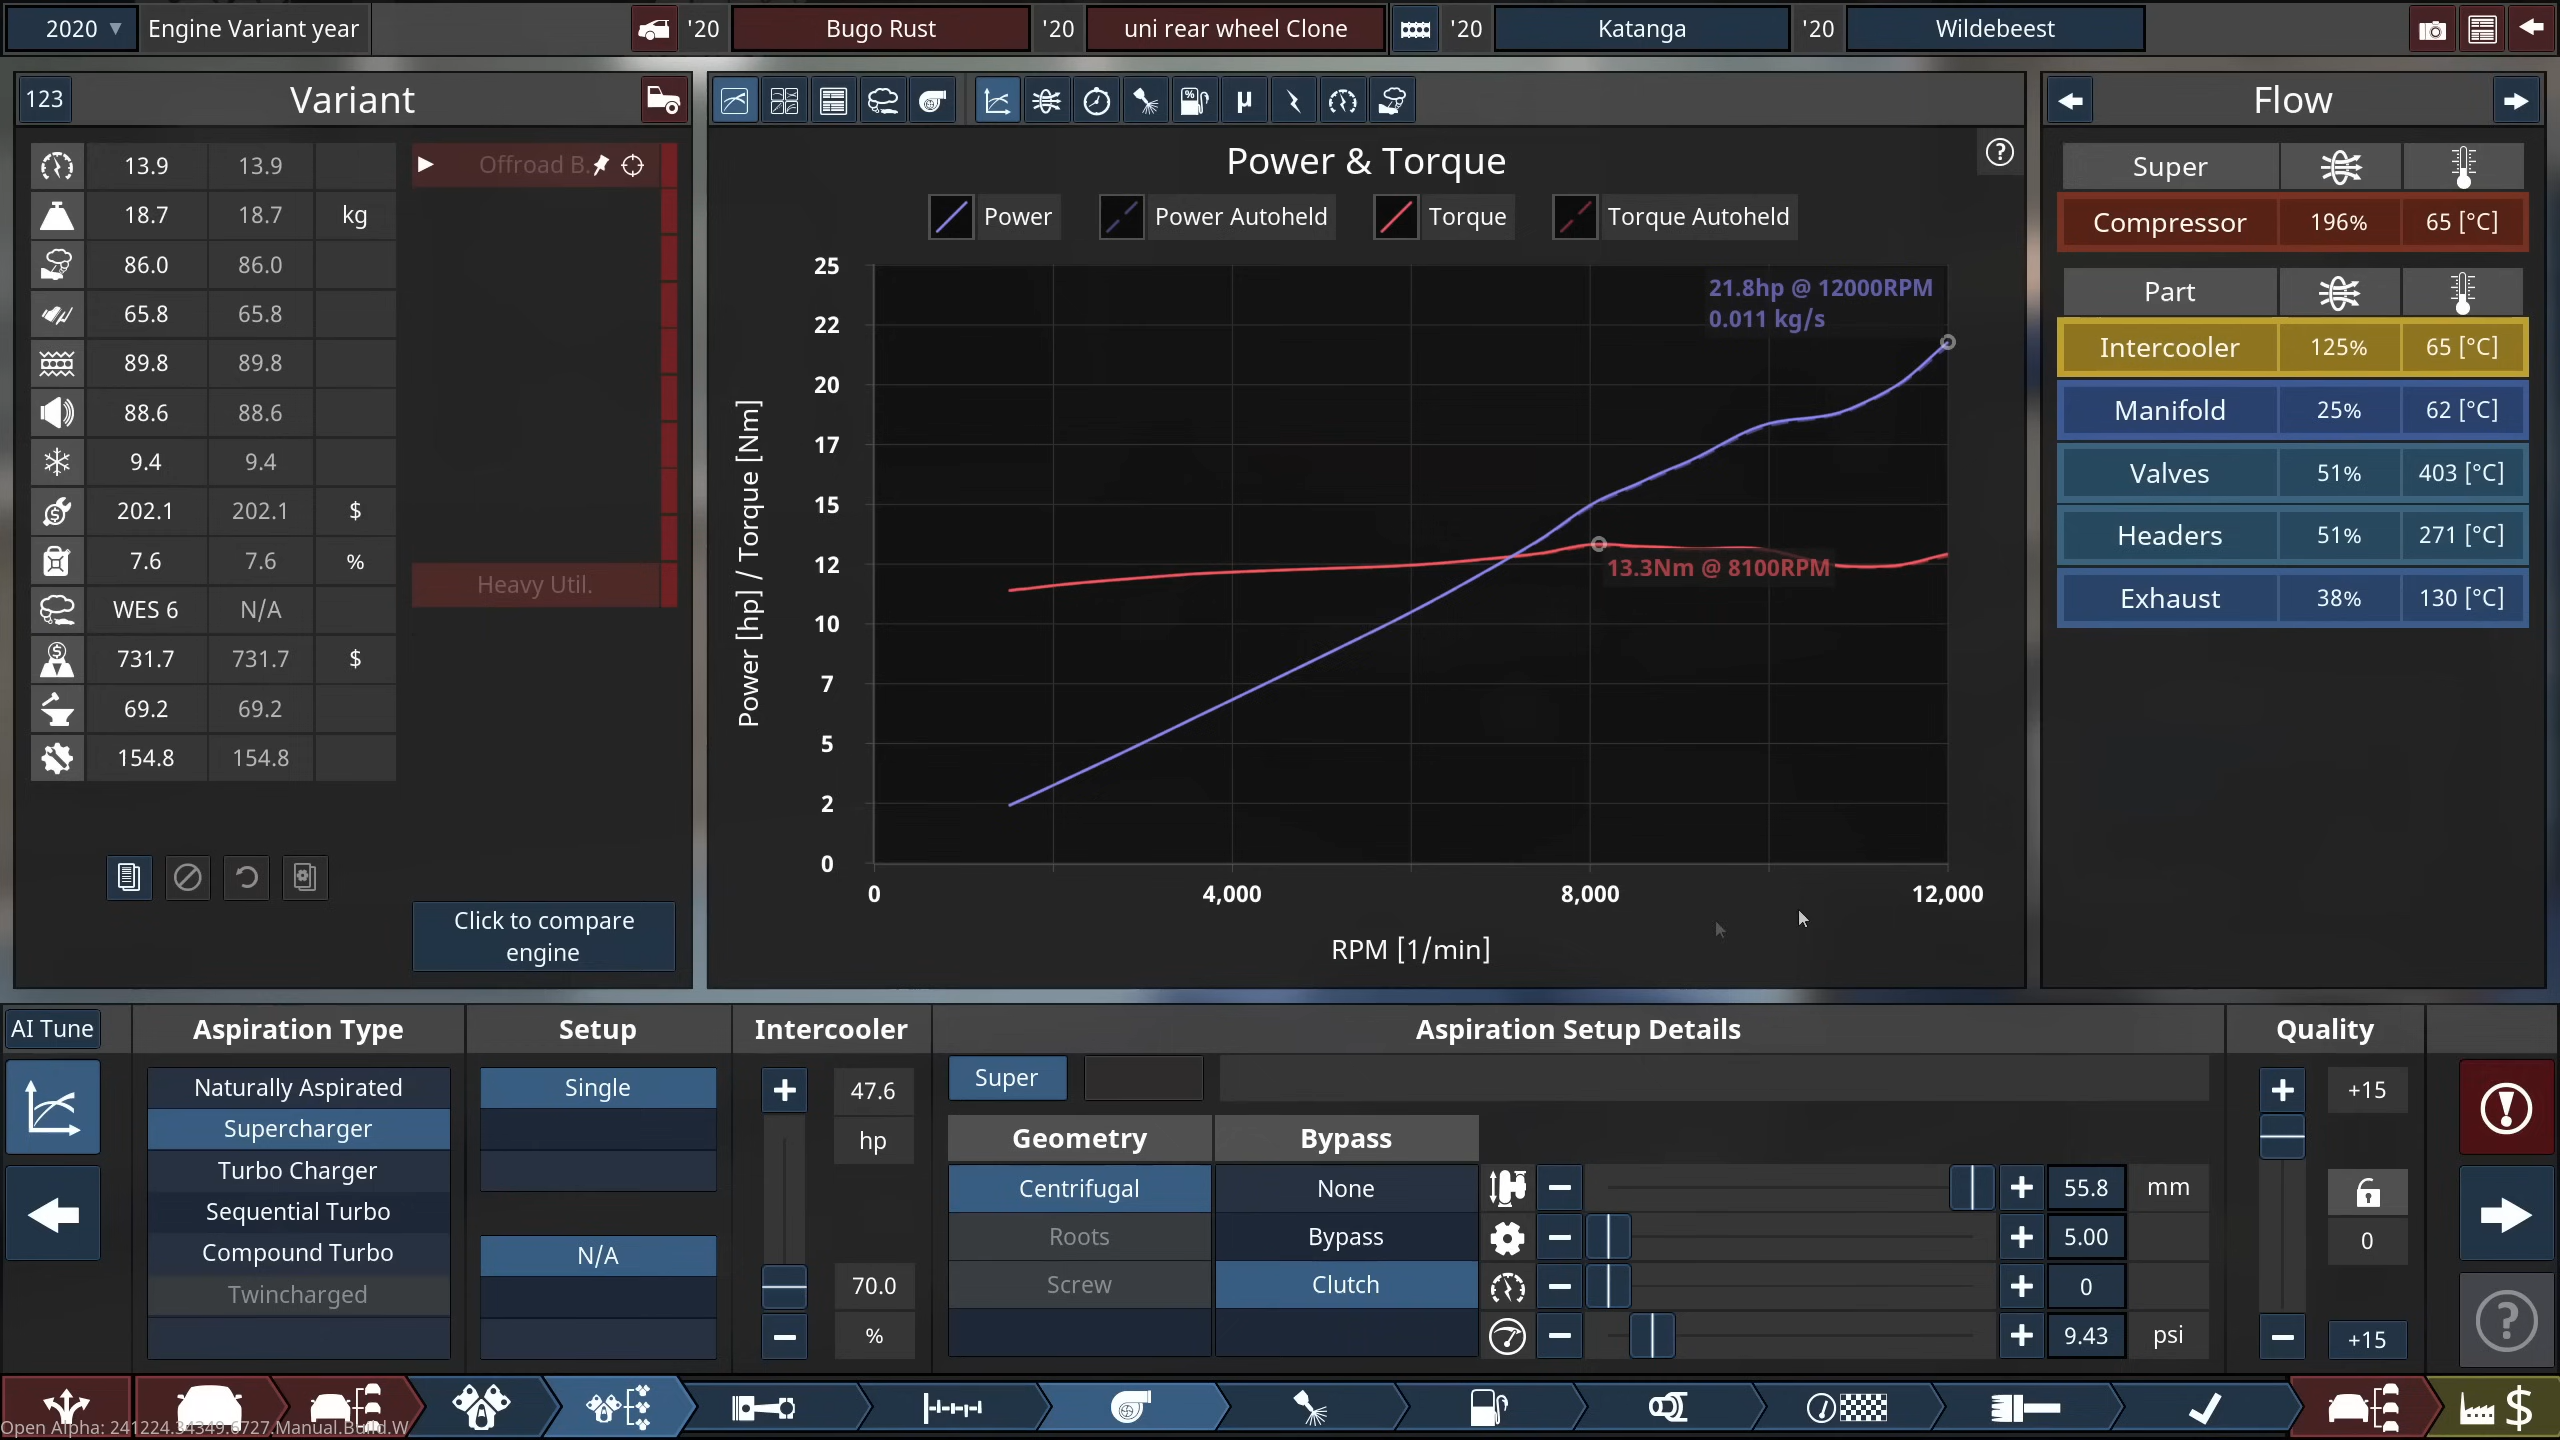 2020 ▼ Engine Variant year '20 Bugo Rust '20 uni rear wheel Clone '20 Katanga '20 Wildebeest
123 Variant
13.9 13.9
18.7 18.7 kg
86.0 86.0
65.8 65.8
89.8 89.8
88.6 88.6
9.4 9.4
202.1 202.1 $
7.6 7.6 %
WES 6 N/A
731.7 731.7 $
69.2 69.2
154.8 154.8
Offroad B.
Heavy Util.
Click to compare
engine
µ
Power & Torque
Power Power Autoheld Torque Torque Autoheld
21.8hp @ 12000RPM
0.011 kg/s
13.3Nm @ 8100RPM
Power [hp] / Torque [Nm]
25
22
20
17
15
12
10
7
5
2
0
0 4,000 8,000 12,000
RPM [1/min]
Flow
Super
Compressor 196% 65 [°C]
Part
Intercooler 125% 65 [°C]
Manifold 25% 62 [°C]
Valves 51% 403 [°C]
Headers 51% 271 [°C]
Exhaust 38% 130 [°C]
AI Tune
Aspiration Type
Naturally Aspirated
Supercharger
Turbo Charger
Sequential Turbo
Compound Turbo
Twincharged
Setup
Single
N/A
Intercooler
47.6
hp
70.0
%
Aspiration Setup Details
Super
Geometry
Centrifugal
Roots
Screw
Bypass
None
Bypass
Clutch
55.8 mm
5.00
0
9.43 psi
Quality
+15
0
+15
Open Alpha: 241224.34349.6727.Manual.Build.W